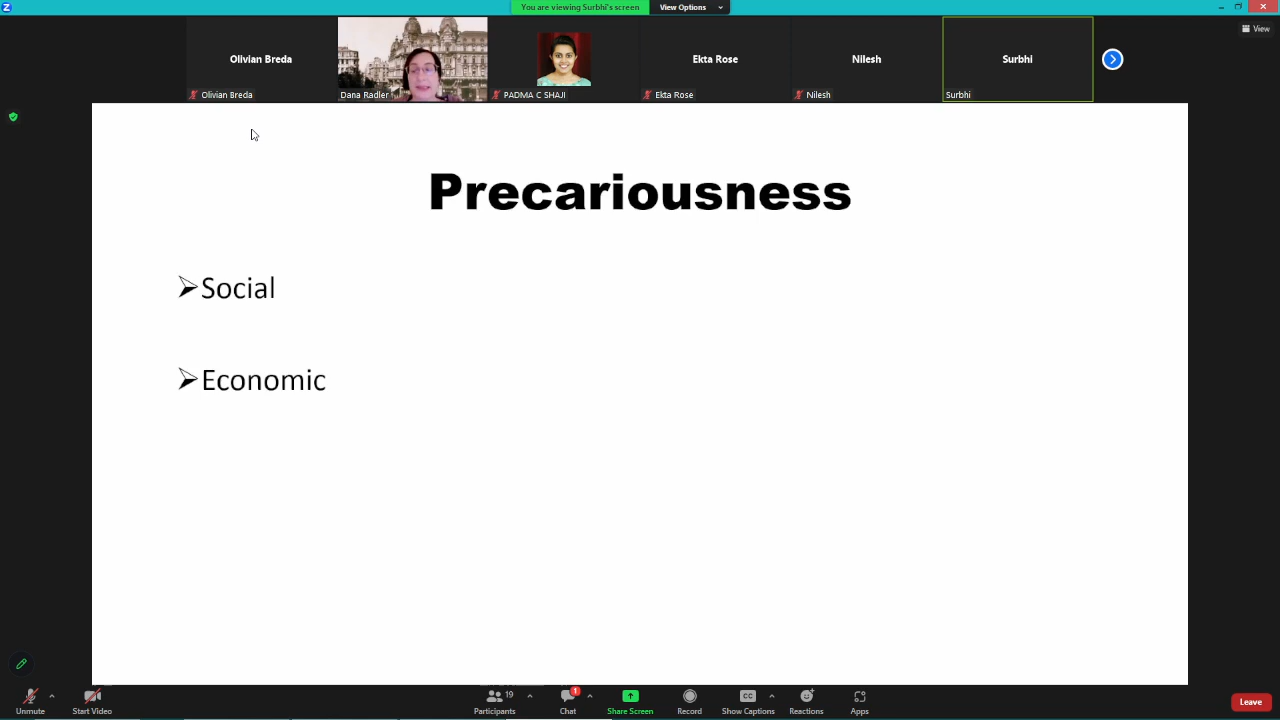 You are viewing Surbhi's screen
View Options
View
Olivian Breda
Ekta Rose
Nilesh
Surbhi
Olivian Breda
Dana Radler
PADMA C SHAJI
Ekta Rose
Nilesh
Surbhi
Precariousness
Social
Economic
Unmute
Start Video
19
Participants
1
Chat
Share Screen
Record
CC
Show Captions
Reactions
Apps
Leave